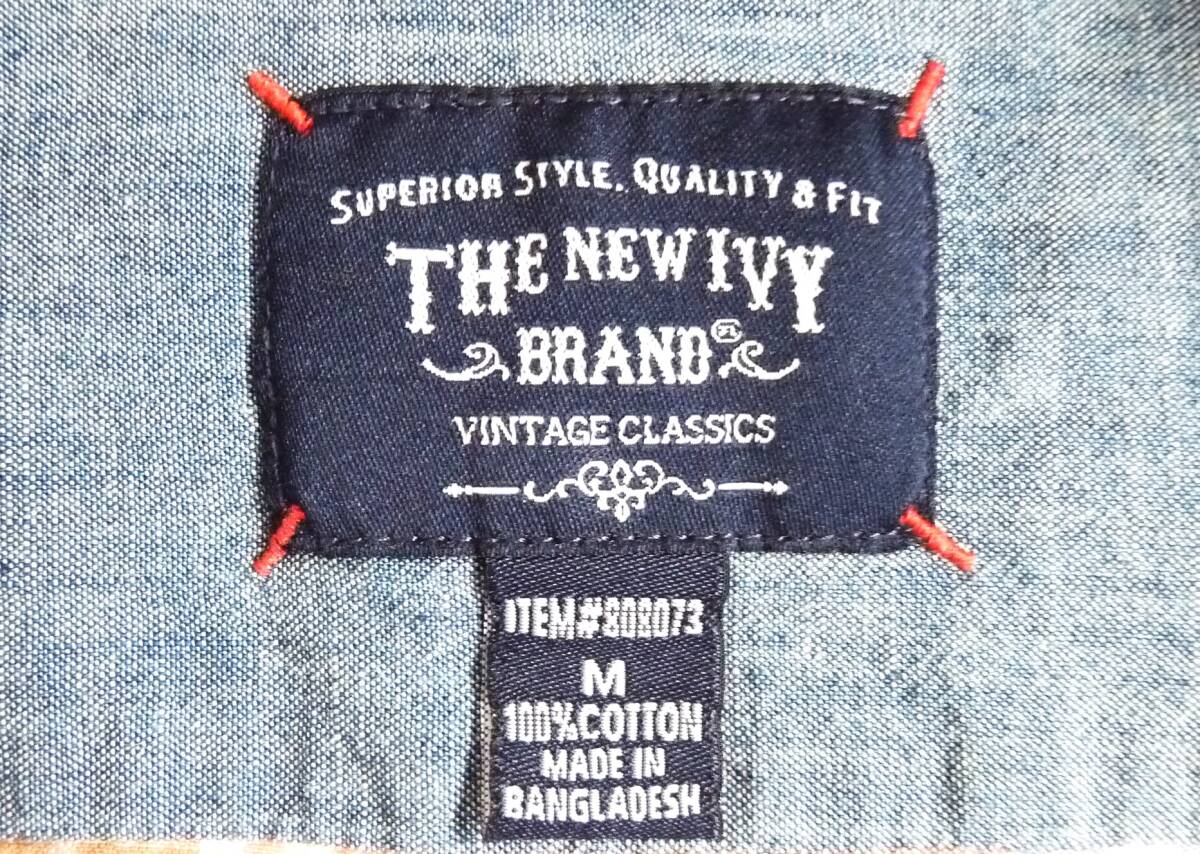 SUPERIOR STYLE. QUALITY & FIT
THE NEW IVY
BRAND®
VINTAGE CLASSICS
ITEM#808073
M
100%COTTON
MADE IN
BANGLADESH